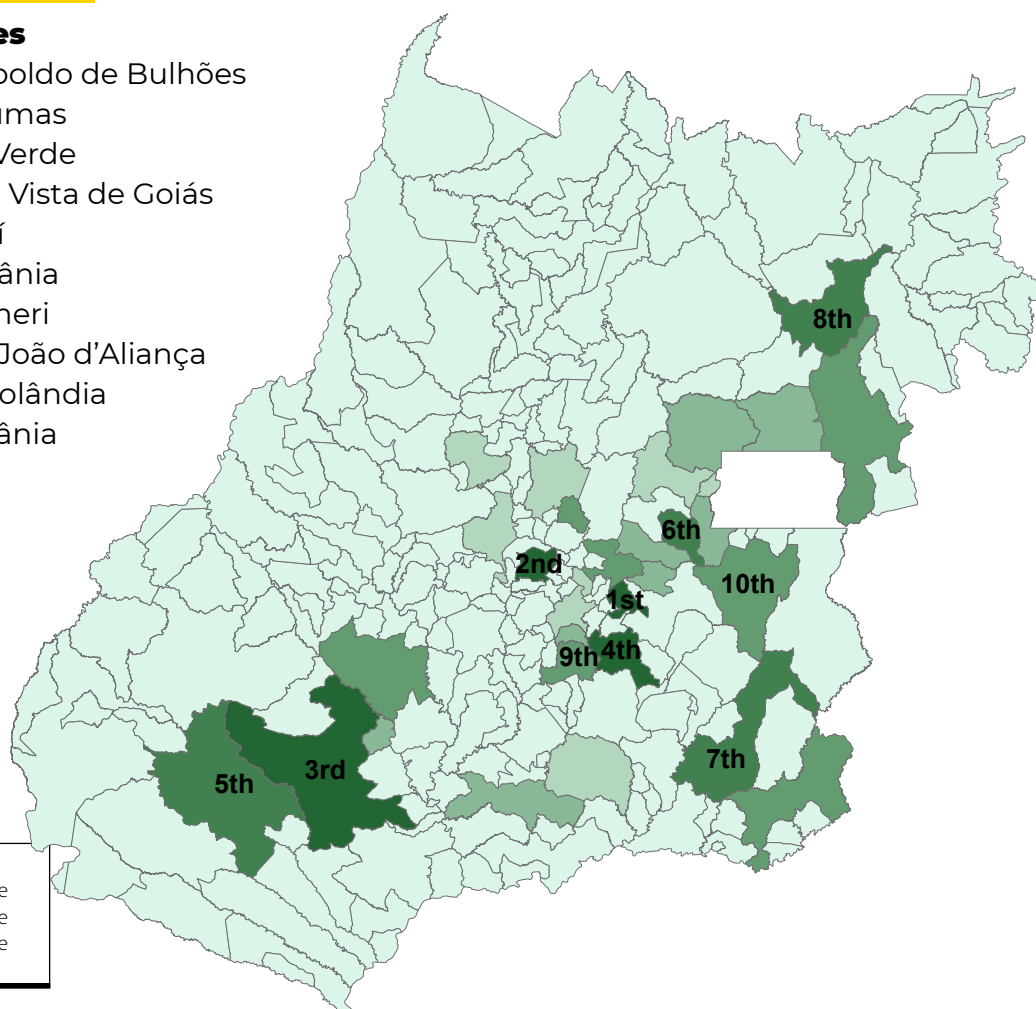 es
poldo de Bulhões
umas
Verde
Vista de Goiás
í
ânia
neri
João d’Aliança
olândia
ânia
8th
6th
2nd
10th
1st
9th
4th
7th
3rd
5th
e
e
e